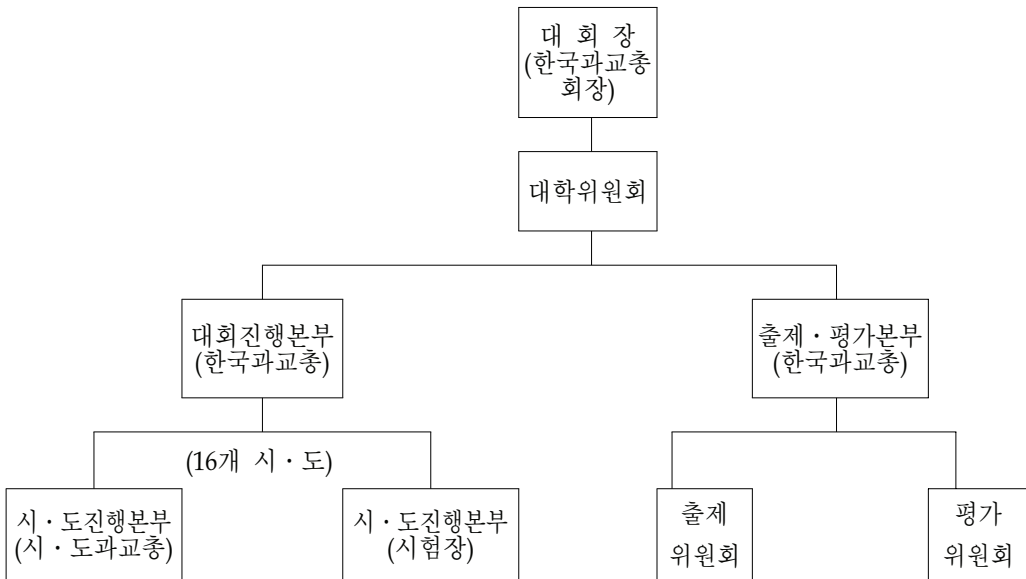 대 회 장
(한국과교총
회장)
대학위원회
대회진행본부
(한국과교총)
출제·평가본부
(한국과교총)
(16개 시·도)
시·도진행본부
(시·도과교총)
시·도진행본부
(시험장)
출제
위원회
평가
위원회